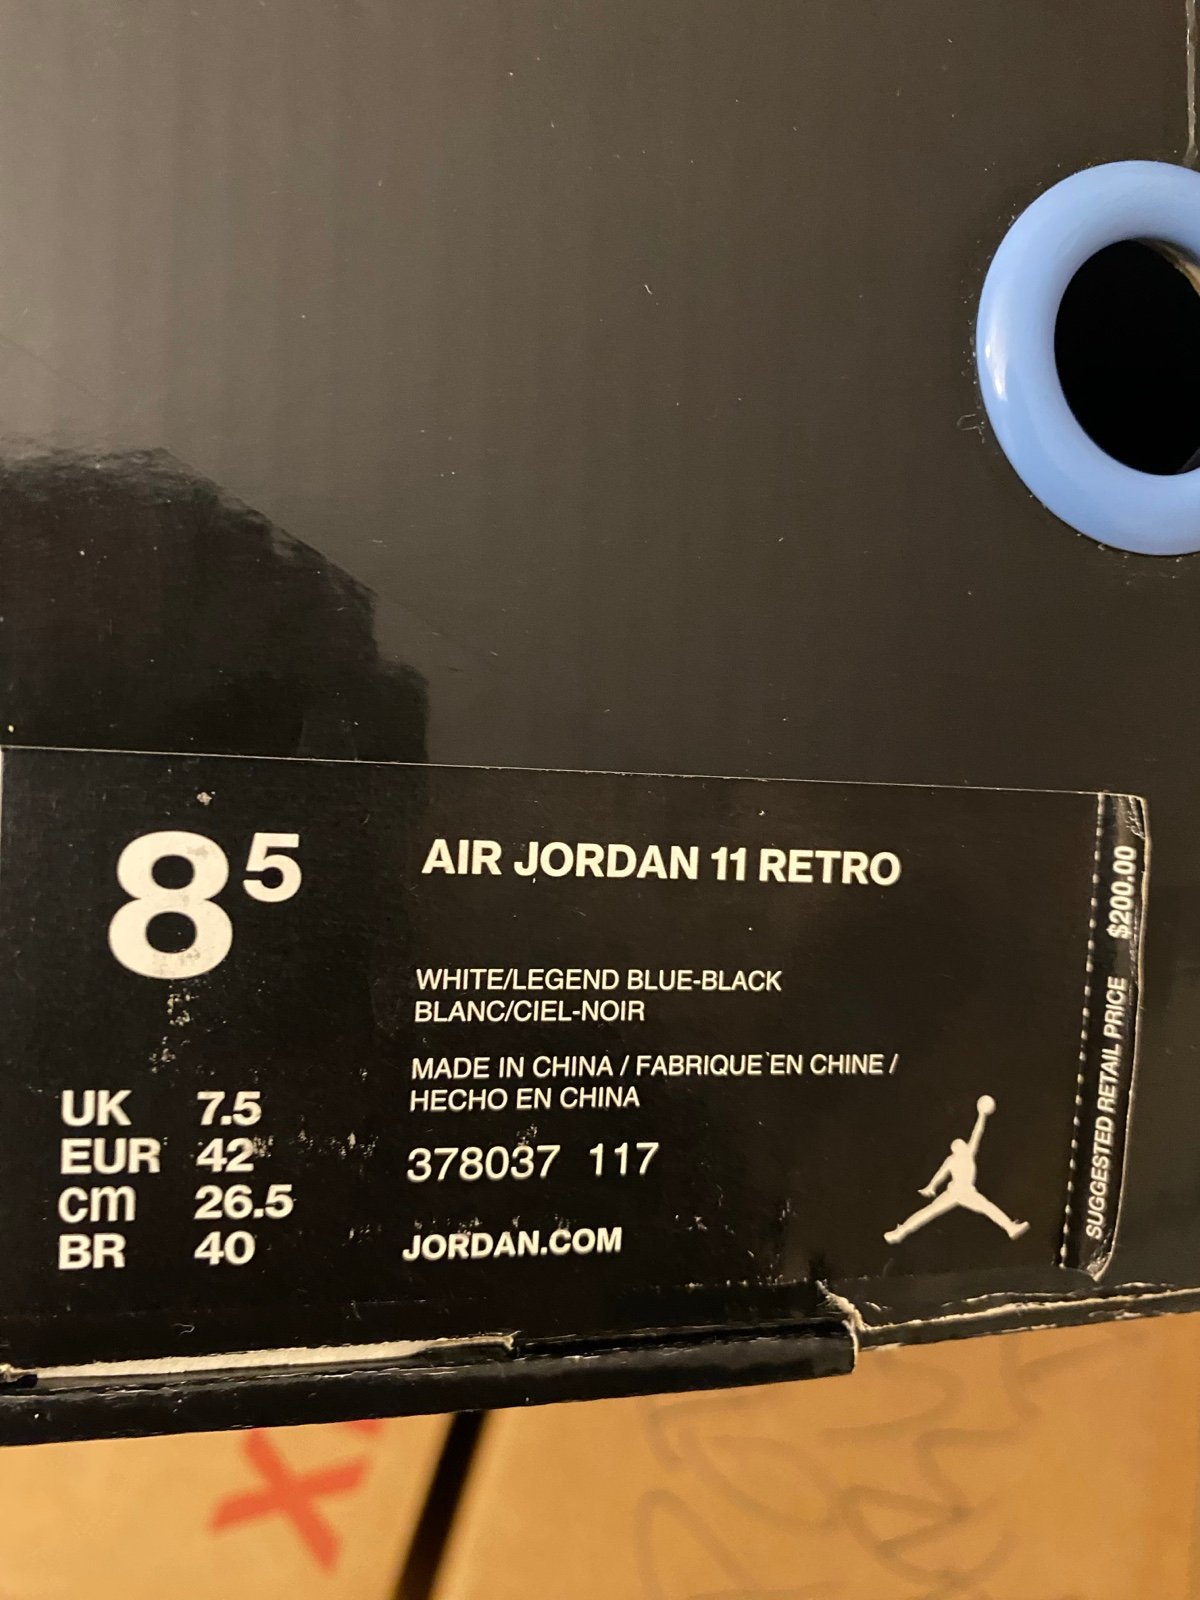 8 5
AIR JORDAN 11 RETRO
WHITE/LEGEND BLUE-BLACK
BLANC/CIEL-NOIR
MADE IN CHINA / FABRIQUE EN CHINE /
HECHO EN CHINA
UK 7.5
EUR 42
cm 26.5
BR 40
378037 117
JORDAN.COM
SUGGESTED RETAIL PRICE $200.00